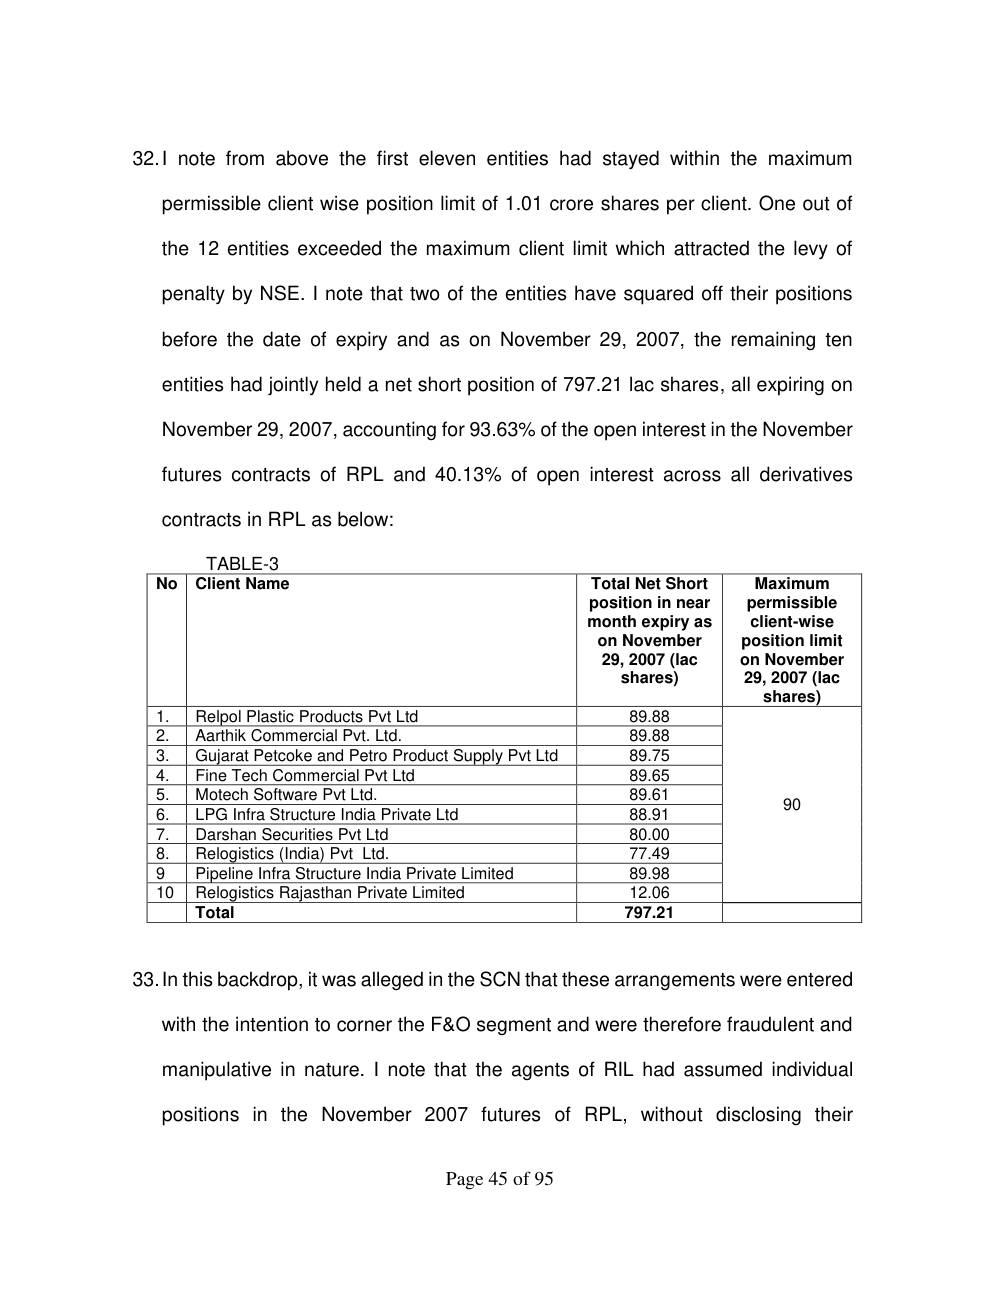 32. I note from above the first eleven entities had stayed within the maximum
permissible client wise position limit of 1.01 crore shares per client. One out of
the 12 entities exceeded the maximum client limit which attracted the levy of
penalty by NSE. I note that two of the entities have squared off their positions
before the date of expiry and as on November 29, 2007, the remaining ten
entities had jointly held a net short position of 797.21 lac shares, all expiring on
November 29, 2007, accounting for 93.63% of the open interest in the November
futures contracts of RPL and 40.13% of open interest across all derivatives
contracts in RPL as below:
TABLE-3
No Client Name Total Net Short position in near month expiry as on November 29, 2007 (lac shares) Maximum permissible client-wise position limit on November 29, 2007 (lac shares)
1. Relpol Plastic Products Pvt Ltd 89.88
2. Aarthik Commercial Pvt. Ltd. 89.88
3. Gujarat Petcoke and Petro Product Supply Pvt Ltd 89.75
4. Fine Tech Commercial Pvt Ltd 89.65
5. Motech Software Pvt Ltd. 89.61
6. LPG Infra Structure India Private Ltd 88.91
7. Darshan Securities Pvt Ltd 80.00
8. Relogistics (India) Pvt Ltd. 77.49
9 Pipeline Infra Structure India Private Limited 89.98
10 Relogistics Rajasthan Private Limited 12.06
90
Total 797.21
33. In this backdrop, it was alleged in the SCN that these arrangements were entered
with the intention to corner the F&O segment and were therefore fraudulent and
manipulative in nature. I note that the agents of RIL had assumed individual
positions in the November 2007 futures of RPL, without disclosing their
Page 45 of 95